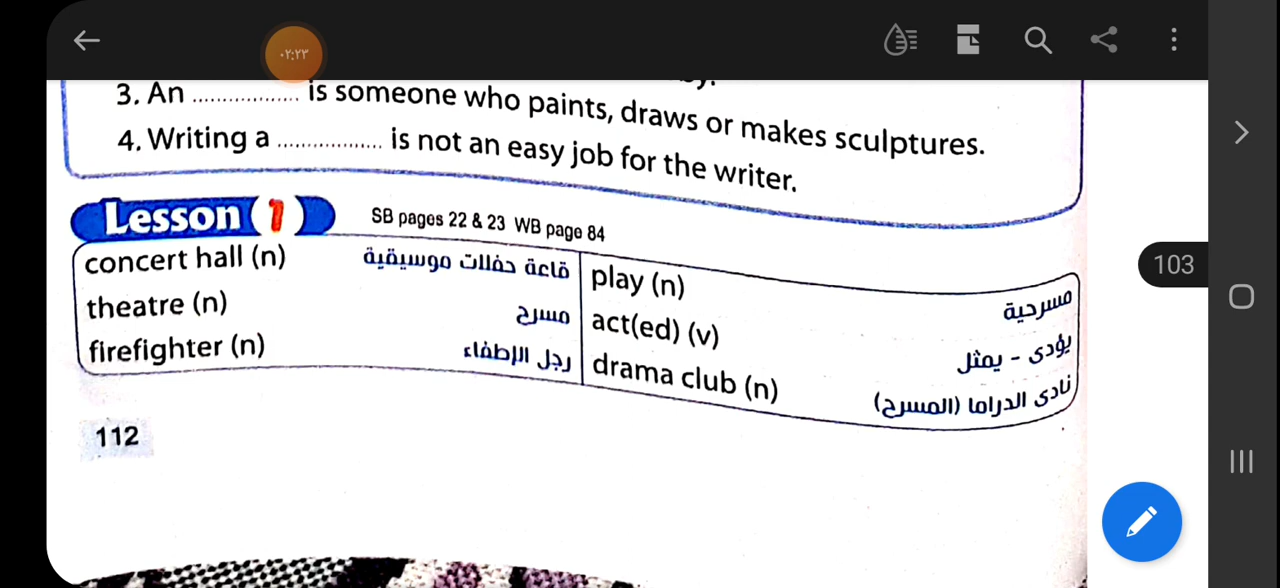 ٠٢:٢٣
3. An .................. is someone who paints, draws or makes sculptures.
4. Writing a .................. is not an easy job for the writer.
Lesson (1) SB pages 22 & 23 WB page 84
concert hall (n) قاعة حفلات موسيقية
theatre (n) مسرح
firefighter (n) رجل الإطفاء
play (n) مسرحية
act(ed) (v) يؤدى - يمثل
drama club (n) نادى الدراما (المسرح)
103
112